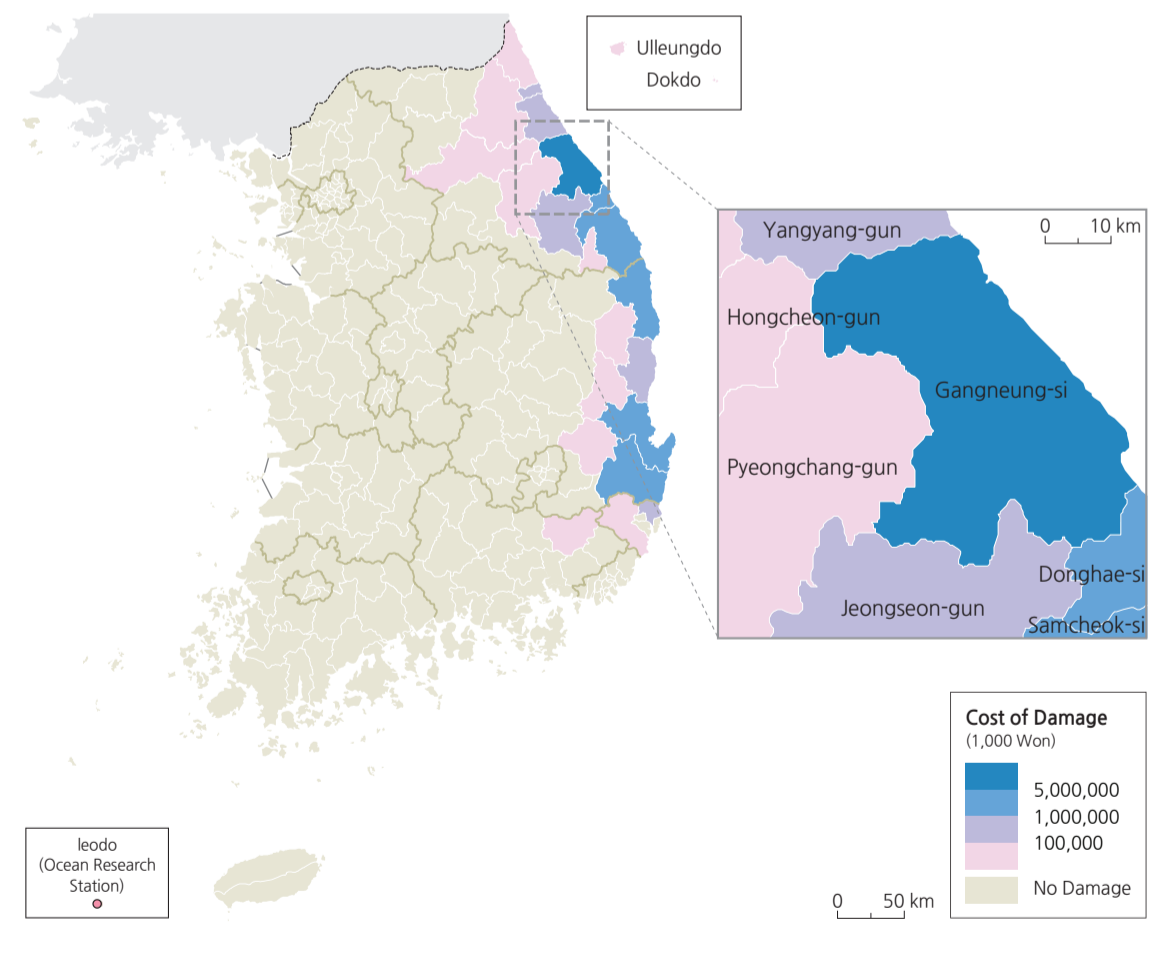 Ulleungdo
Dokdo
0 10 km
Yangyang-gun
Hongcheon-gun
Gangneung-si
Pyeongchang-gun
Donghae-si
Jeongseon-gun
Samcheok-si
Cost of Damage
(1,000 Won)
5,000,000
1,000,000
100,000
No Damage
0 50 km
Ieodo
(Ocean Research
Station)